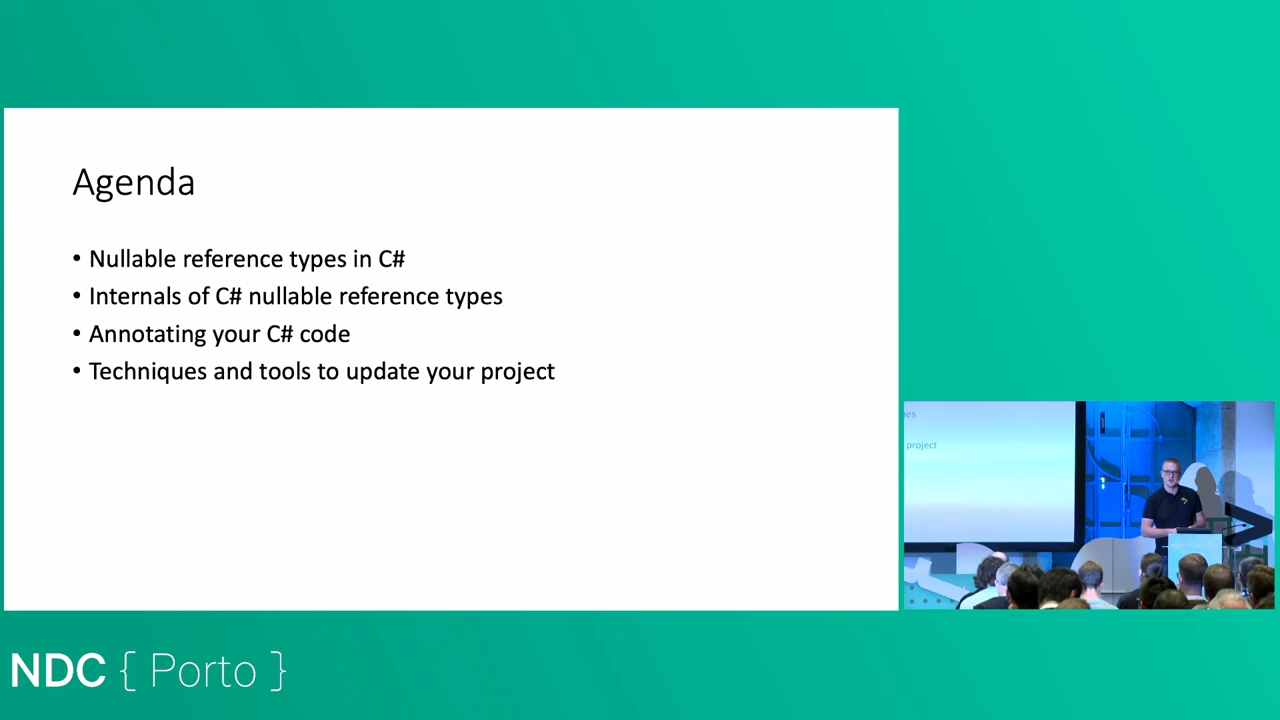 Agenda
• Nullable reference types in C#
• Internals of C# nullable reference types
• Annotating your C# code
• Techniques and tools to update your project
project
NDC { Porto }